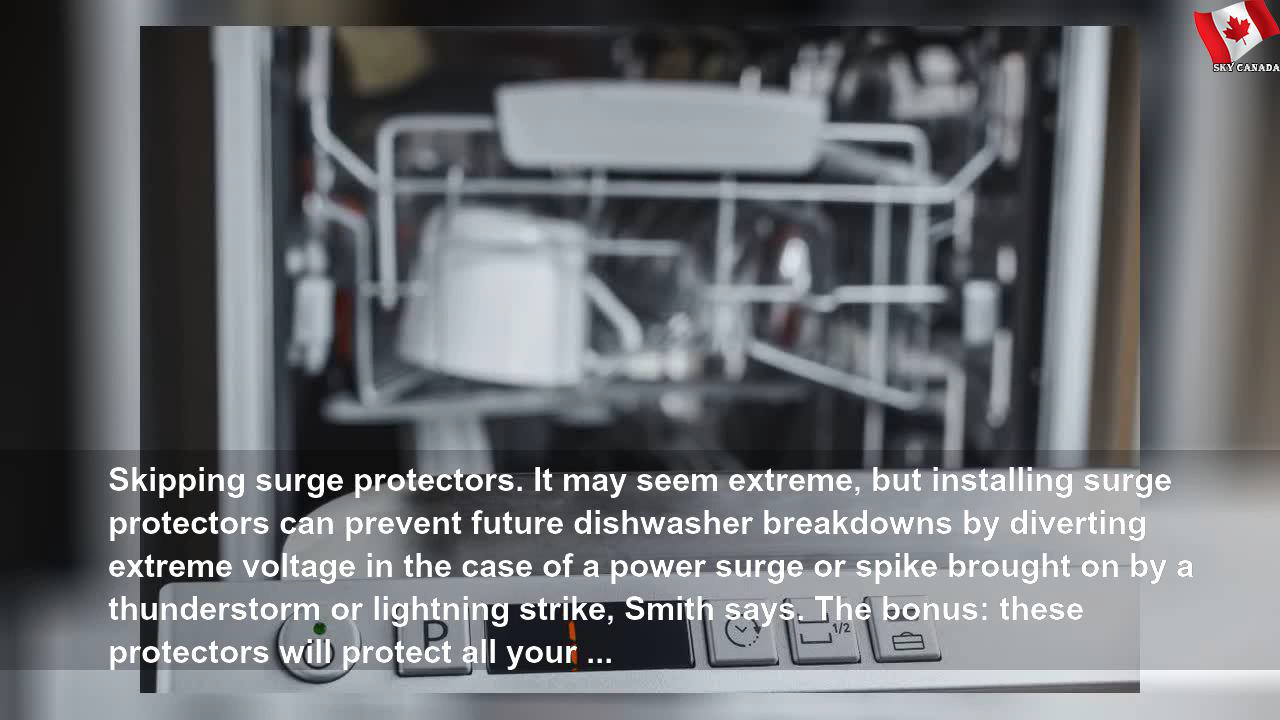 SKY CANADA
Skipping surge protectors. It may seem extreme, but installing surge
protectors can prevent future dishwasher breakdowns by diverting
extreme voltage in the case of a power surge or spike brought on by a
thunderstorm or lightning strike, Smith says. The bonus: these
protectors will protect all your ...
P
1/2